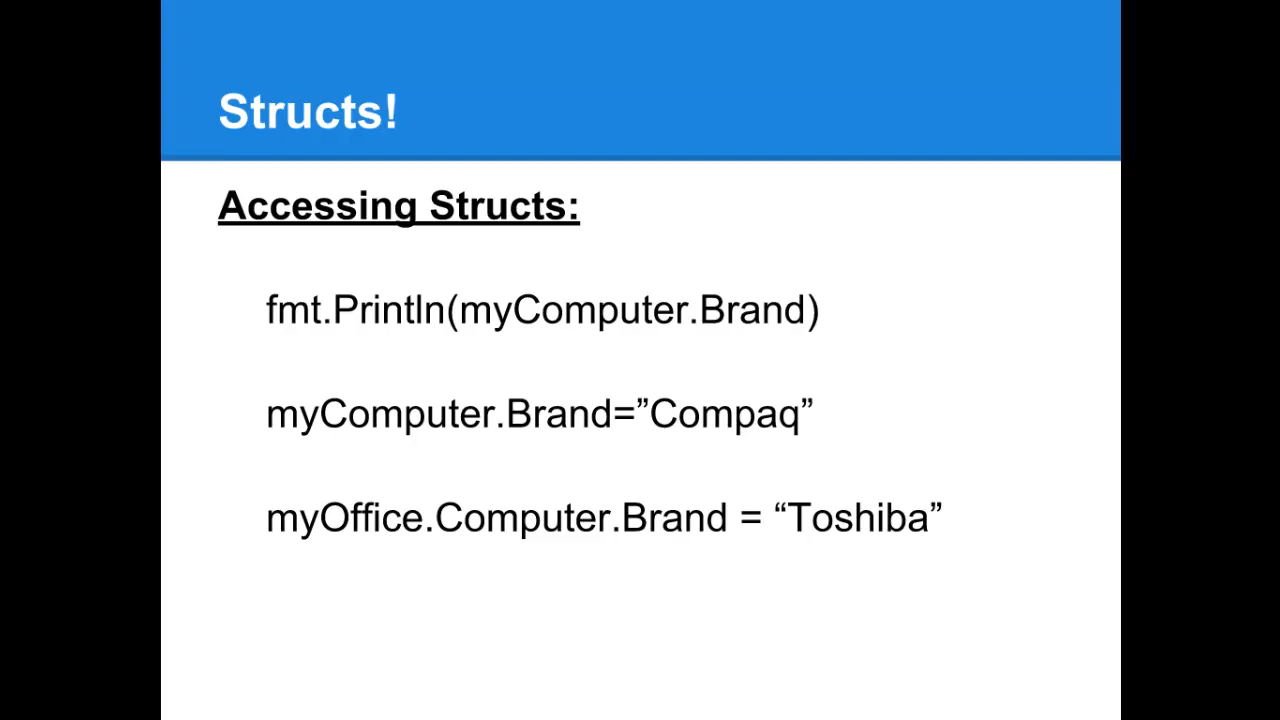 Structs!
Accessing Structs:
fmt.Println(myComputer.Brand)
myComputer.Brand=”Compaq”
myOffice.Computer.Brand = “Toshiba”